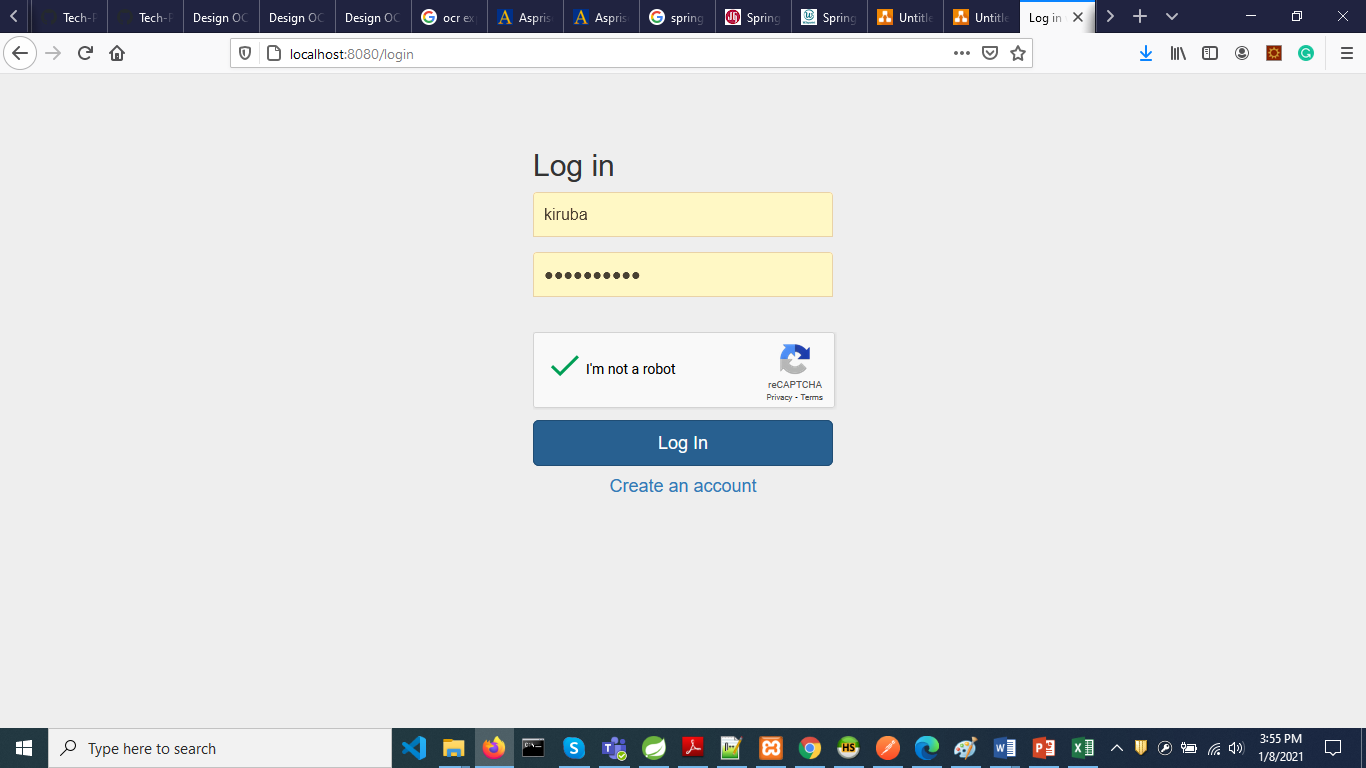 Tech-P
Tech-P
Design OC
Design OC
Design OC
ocr ex
Aspris
Aspris
spring
Spring
Spring
Untitle
Untitle
Log in
localhost:8080/login
Log in
kiruba
I'm not a robot
reCAPTCHA
Privacy - Terms
Log In
Create an account
Type here to search
HS
3:55 PM
1/8/2021